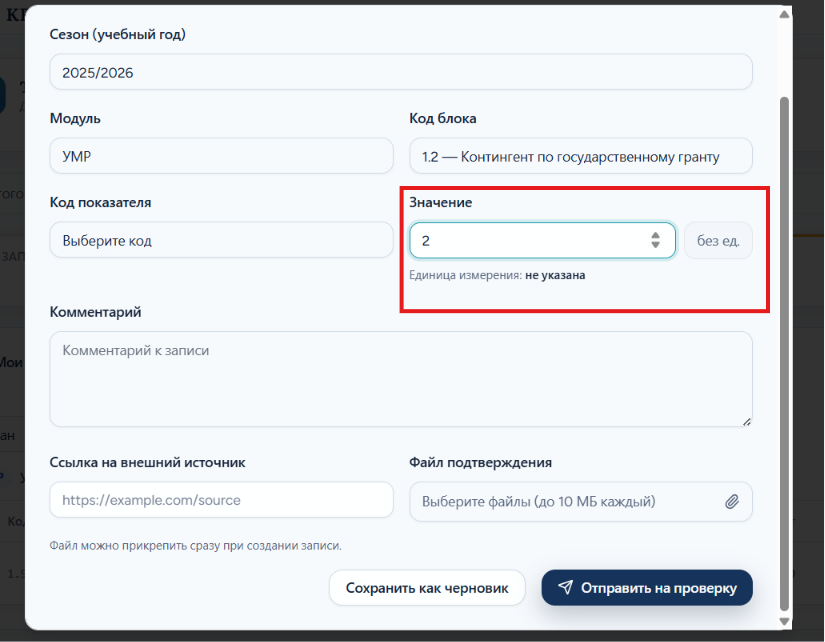 Сезон (учебный год)
2025/2026
Модуль
Код блока
УМР
1.2 — Контингент по государственному гранту
Код показателя
Значение
Выберите код
2
без ед.
Единица измерения: не указана
Комментарий
Комментарий к записи
Ссылка на внешний источник
Файл подтверждения
https://example.com/source
Выберите файлы (до 10 МБ каждый)
Файл можно прикрепить сразу при создании записи.
Сохранить как черновик
Отправить на проверку